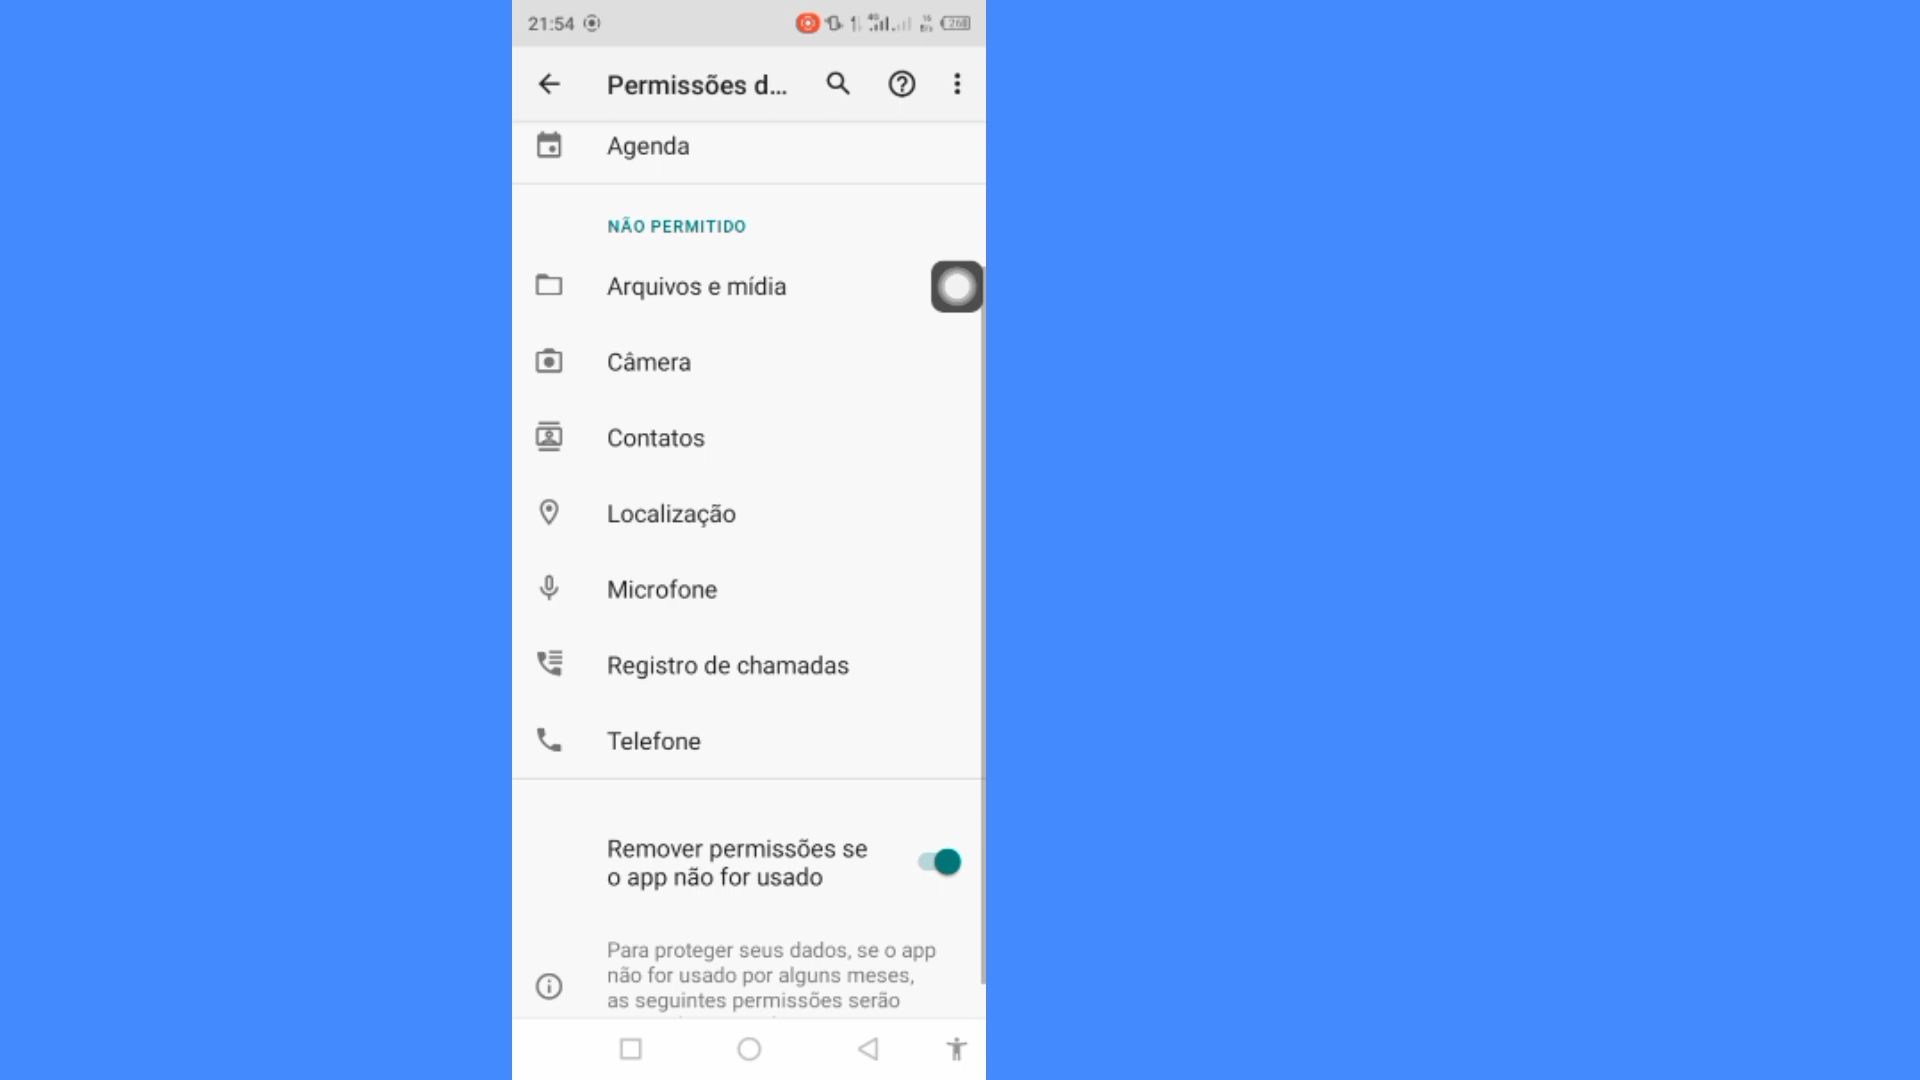 21:54
Permissões d...
Agenda
NÃO PERMITIDO
Arquivos e mídia
Câmera
Contatos
Localização
Microfone
Registro de chamadas
Telefone
Remover permissões se
o app não for usado
Para proteger seus dados, se o app
não for usado por alguns meses,
as seguintes permissões serão